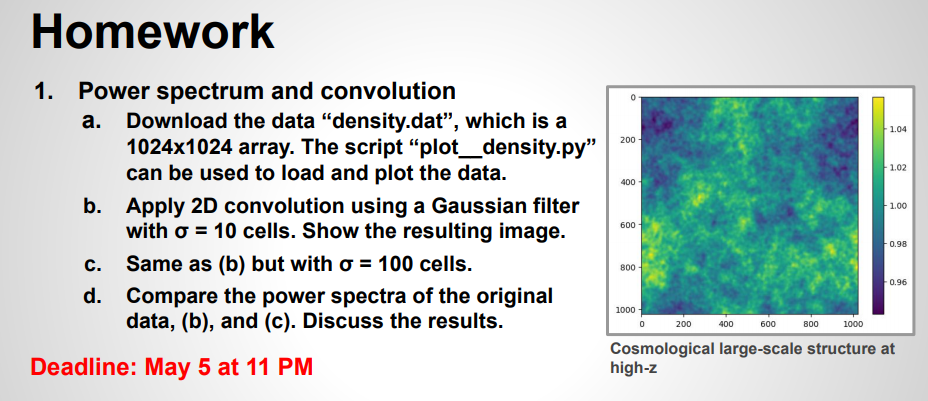 Homework
1. Power spectrum and convolution
a. Download the data “density.dat”, which is a
1024x1024 array. The script “plot__density.py”
can be used to load and plot the data.
b. Apply 2D convolution using a Gaussian filter
with σ = 10 cells. Show the resulting image.
c. Same as (b) but with σ = 100 cells.
d. Compare the power spectra of the original
data, (b), and (c). Discuss the results.
Deadline: May 5 at 11 PM
0
200
400
600
800
1000
0 200 400 600 800 1000
1.04
1.02
1.00
0.98
0.96
Cosmological large-scale structure at
high-z